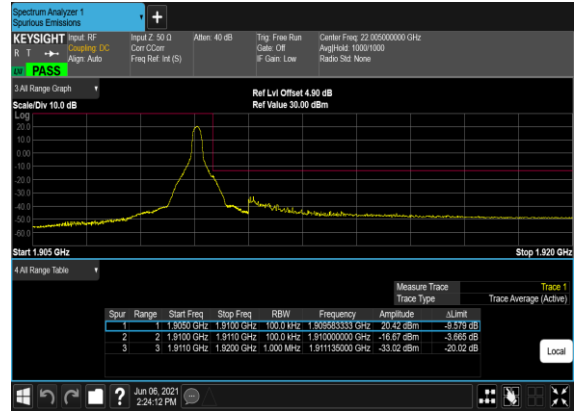 Spectrum Analyzer 1
Spurious Emissions
+
KEYSIGHT Input: RF Input Z: 50 Ω Atten: 40 dB Trig: Free Run Center Freq: 22.005000000 GHz
R T Coupling: DC Corr CCorr Gate: Off Avg|Hold: 1000/1000
Align: Auto Freq Ref: Int (S) IF Gain: Low Radio Std: None
LM PASS
3 All Range Graph
Ref Lvl Offset 4.90 dB
Scale/Div 10.0 dB Ref Value 30.00 dBm
Log
20.0
10.0
0.00
-10.0
-20.0
-30.0
-40.0
-50.0
-60.0
Start 1.905 GHz Stop 1.920 GHz
4 All Range Table
Measure Trace Trace 1
Trace Type Trace Average (Active)
Spur Range Start Freq Stop Freq RBW Frequency Amplitude ΔLimit
1 1 1.9050 GHz 1.9100 GHz 100.0 kHz 1.909583333 GHz 20.42 dBm -9.579 dB
2 2 1.9100 GHz 1.9110 GHz 100.0 kHz 1.910000000 GHz -16.67 dBm -3.665 dB
3 3 1.9110 GHz 1.9200 GHz 1.000 MHz 1.911135000 GHz -33.02 dBm -20.02 dB
Local
? Jun 06, 2021
2:24:12 PM